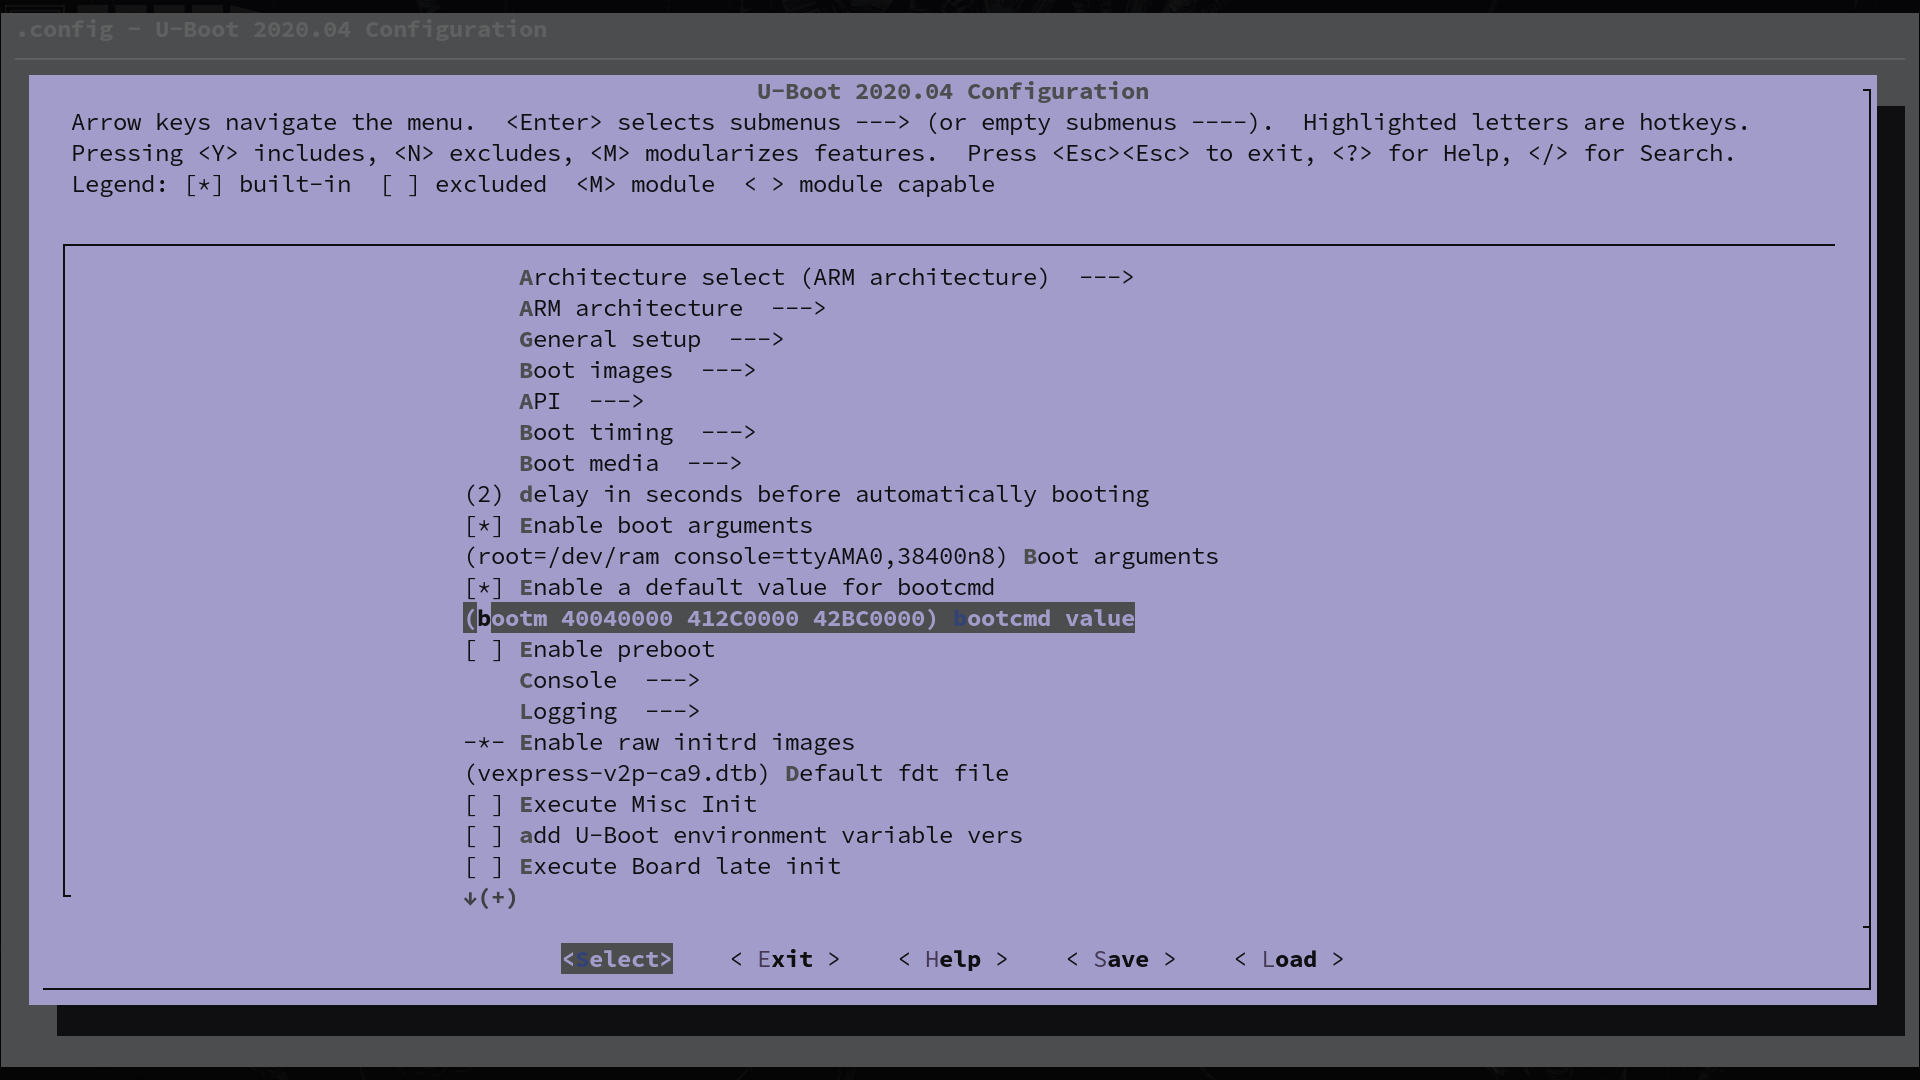 .config - U-Boot 2020.04 Configuration
U-Boot 2020.04 Configuration
Arrow keys navigate the menu.  <Enter> selects submenus ---> (or empty submenus ----).  Highlighted letters are hotkeys.
Pressing <Y> includes, <N> excludes, <M> modularizes features.  Press <Esc><Esc> to exit, <?> for Help, </> for Search.
Legend: [*] built-in  [ ] excluded  <M> module  < > module capable
Architecture select (ARM architecture)  --->
ARM architecture  --->
General setup  --->
Boot images  --->
API  --->
Boot timing  --->
Boot media  --->
(2) delay in seconds before automatically booting
[*] Enable boot arguments
(root=/dev/ram console=ttyAMA0,38400n8) Boot arguments
[*] Enable a default value for bootcmd
(bootm 40040000 412C0000 42BC0000) bootcmd value
[ ] Enable preboot
Console  --->
Logging  --->
-*- Enable raw initrd images
(vexpress-v2p-ca9.dtb) Default fdt file
[ ] Execute Misc Init
[ ] add U-Boot environment variable vers
[ ] Execute Board late init
↓(+)
<Select>    < Exit >    < Help >    < Save >    < Load >